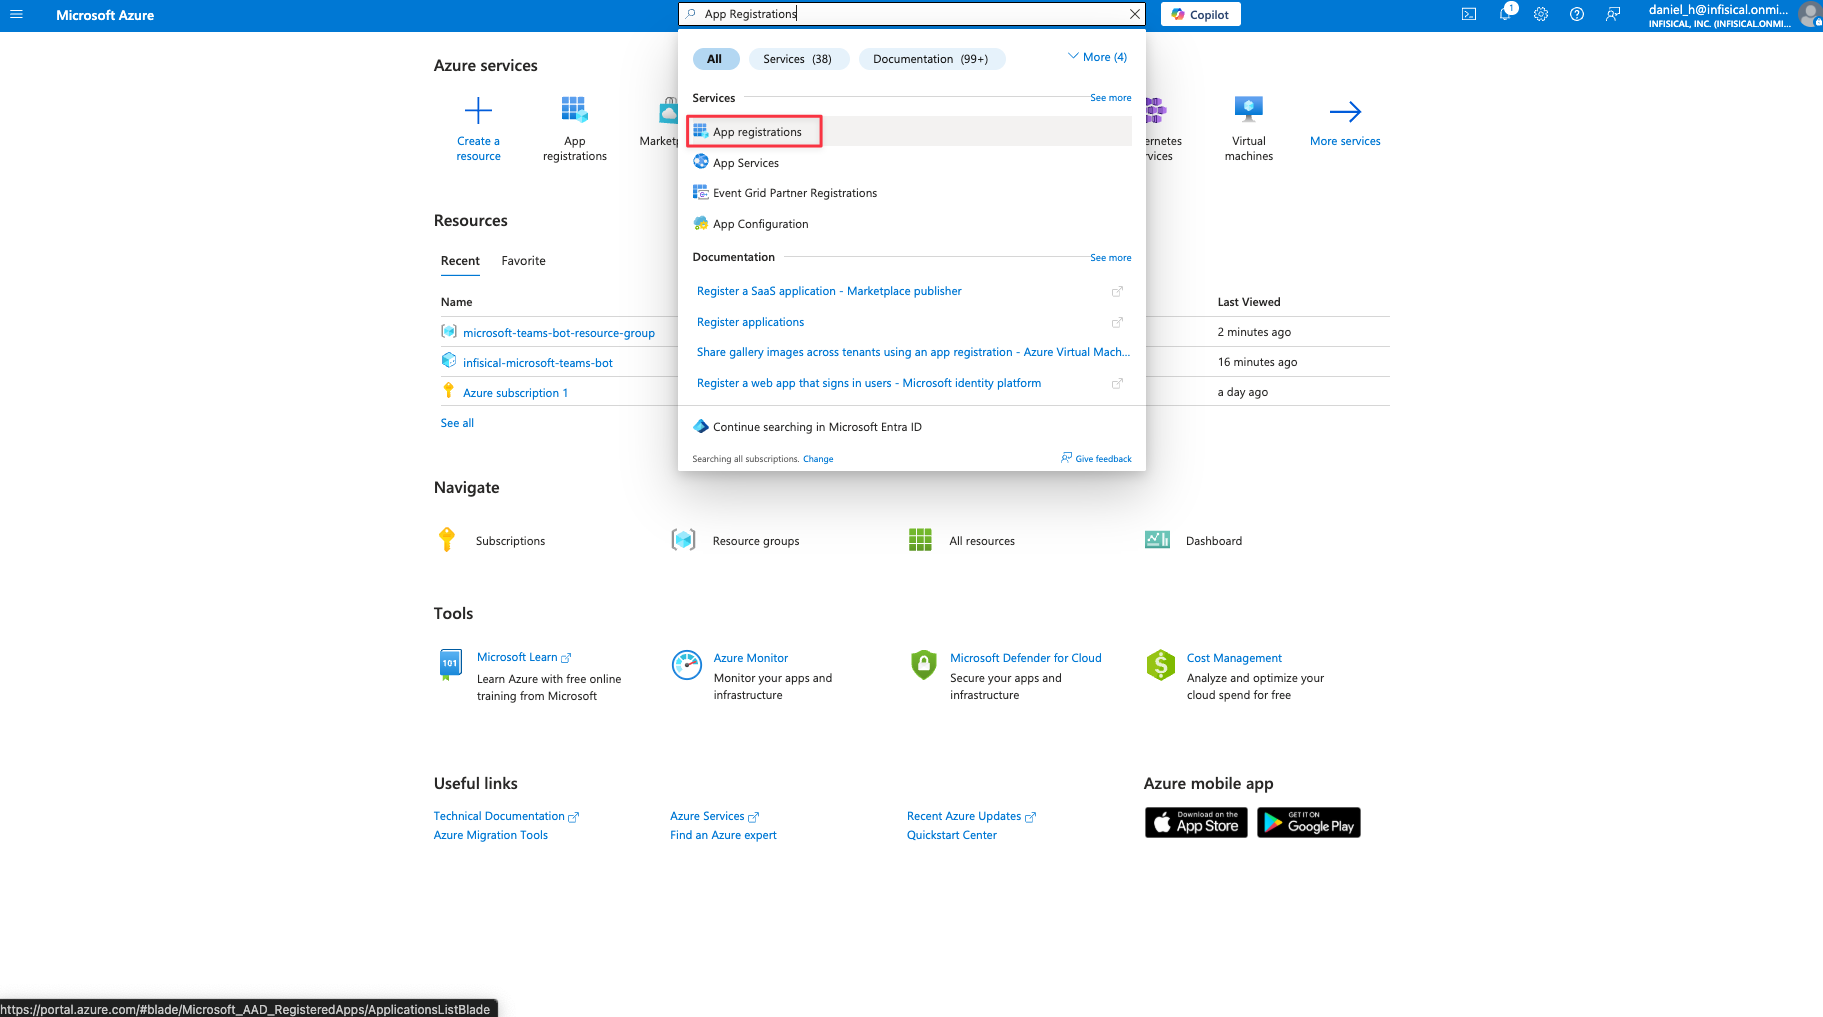 Microsoft Azure
App Registrations
Copilot
1
daniel_h@infisical.onmi...
INFISICAL, INC. (INFISICAL.ONMI...
All
Services (38)
Documentation (99+)
More (4)
Services
See more
App registrations
App Services
Event Grid Partner Registrations
App Configuration
Documentation
See more
Register a SaaS application - Marketplace publisher
Register applications
Share gallery images across tenants using an app registration - Azure Virtual Mach...
Register a web app that signs in users - Microsoft identity platform
Continue searching in Microsoft Entra ID
Searching all subscriptions. Change
Give feedback
Azure services
Create a
resource
App
registrations
Marketp
ernetes
rvices
Virtual
machines
More services
Resources
Recent
Favorite
Name
Last Viewed
microsoft-teams-bot-resource-group
2 minutes ago
infisical-microsoft-teams-bot
16 minutes ago
Azure subscription 1
a day ago
See all
Navigate
Subscriptions
Resource groups
All resources
Dashboard
Tools
101
Microsoft Learn
Learn Azure with free online
training from Microsoft
Azure Monitor
Monitor your apps and
infrastructure
Microsoft Defender for Cloud
Secure your apps and
infrastructure
Cost Management
Analyze and optimize your
cloud spend for free
Useful links
Technical Documentation
Azure Services
Recent Azure Updates
Azure Migration Tools
Find an Azure expert
Quickstart Center
Azure mobile app
Download on the
App Store
GET IT ON
Google Play
https://portal.azure.com/#blade/Microsoft_AAD_RegisteredApps/ApplicationsListBlade